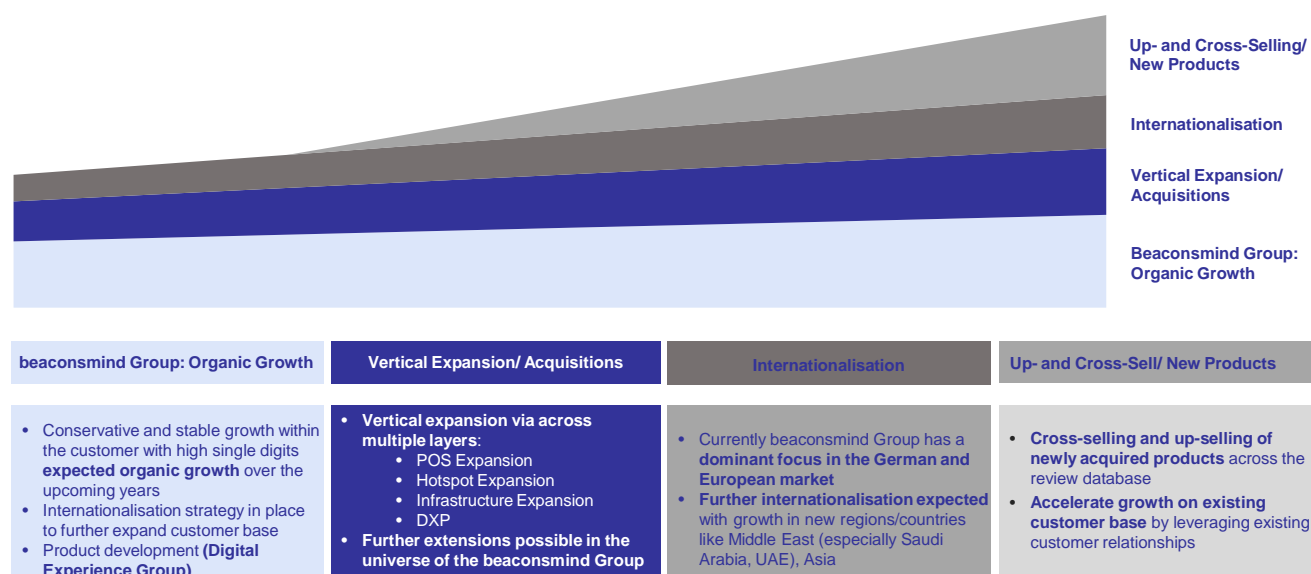 Up- and Cross-Selling/
New Products
Internationalisation
Vertical Expansion/
Acquisitions
Beaconsmind Group:
Organic Growth
beaconsmind Group: Organic Growth
Vertical Expansion/ Acquisitions
Internationalisation
Up- and Cross-Sell/ New Products
• Conservative and stable growth within
the customer with high single digits
expected organic growth over the
upcoming years
• Internationalisation strategy in place
to further expand customer base
• Product development (Digital
Experience Group)
• Vertical expansion via across
multiple layers:
• POS Expansion
• Hotspot Expansion
• Infrastructure Expansion
• DXP
• Further extensions possible in the
universe of the beaconsmind Group
• Currently beaconsmind Group has a
dominant focus in the German and
European market
• Further internationalisation expected
with growth in new regions/countries
like Middle East (especially Saudi
Arabia, UAE), Asia
• Cross-selling and up-selling of
newly acquired products across the
review database
• Accelerate growth on existing
customer base by leveraging existing
customer relationships